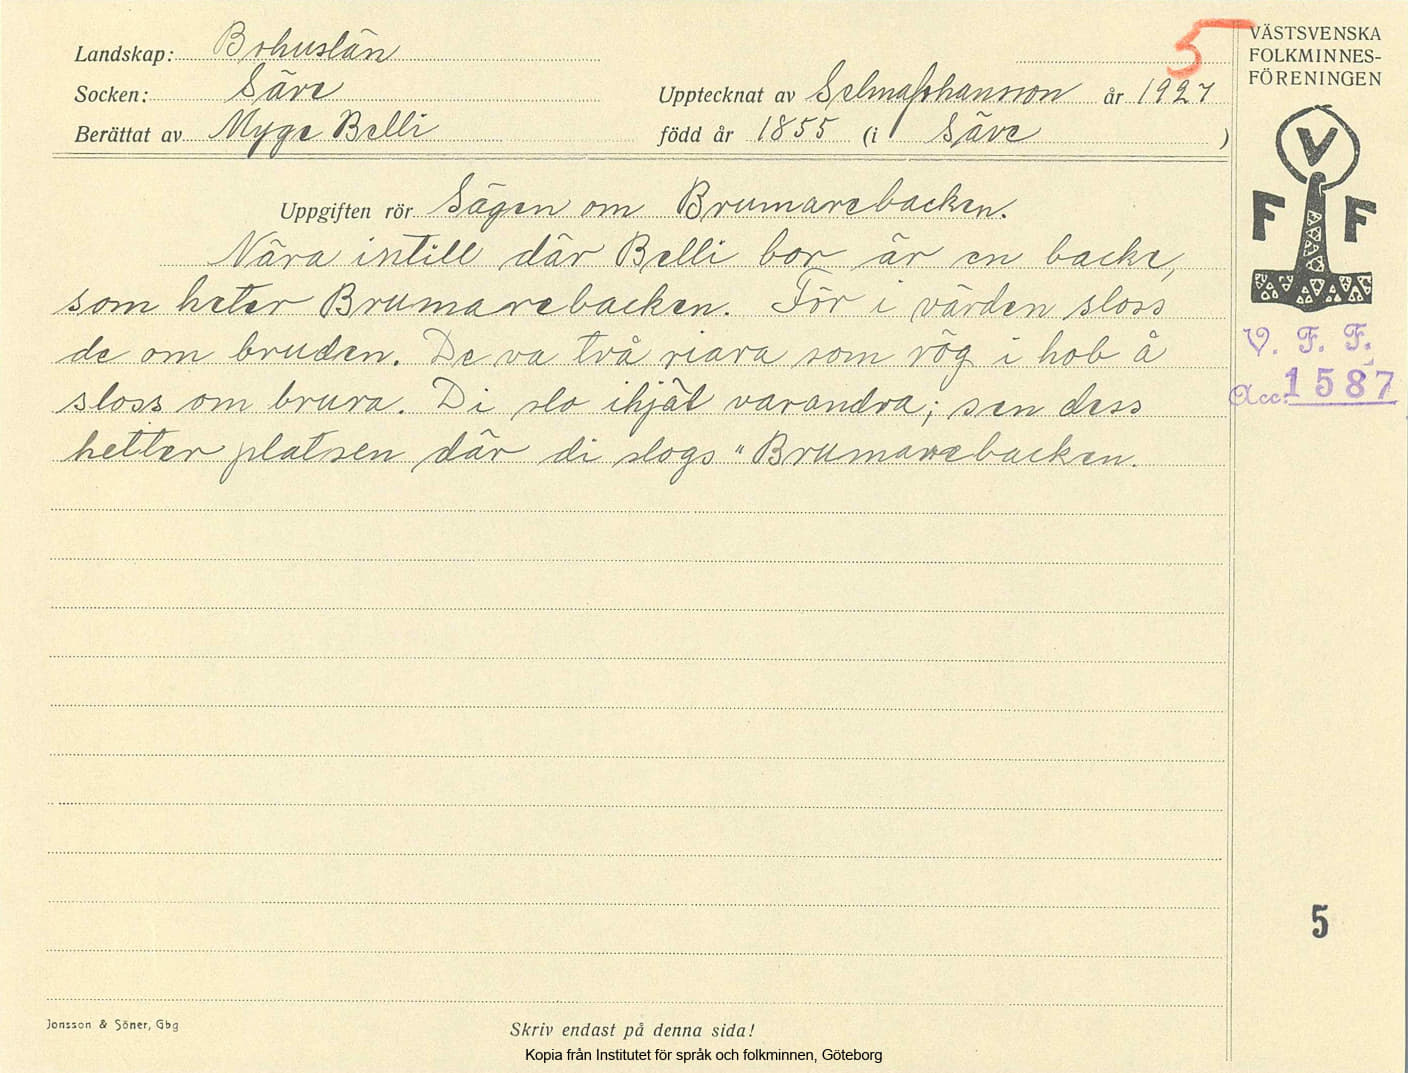 5
VÄSTSVENSKA
FOLKMINNES-
FÖRENINGEN
Landskap: Bohuslän
Socken: Säve
Upptecknat av Selma Johansson år 1927
Berättat av Myge Belli född år 1855 (i Säve )
V
F F
Uppgiften rör Sägen om Brumarebacken.
Nära intill där Belli bor är en backe,
som heter Brumarebacken. För i värden sloss
de om bruden. De va två riara som rög i hob å
sloss om brura. Di slo ihjäl varandra; sen dess
hetter platsen där di slogs "Brumarebacken.
V. F. F.
Acc: 1587
5
Jonsson & Söner, Gbg
Skriv endast på denna sida!
Kopia från Institutet för språk och folkminnen, Göteborg